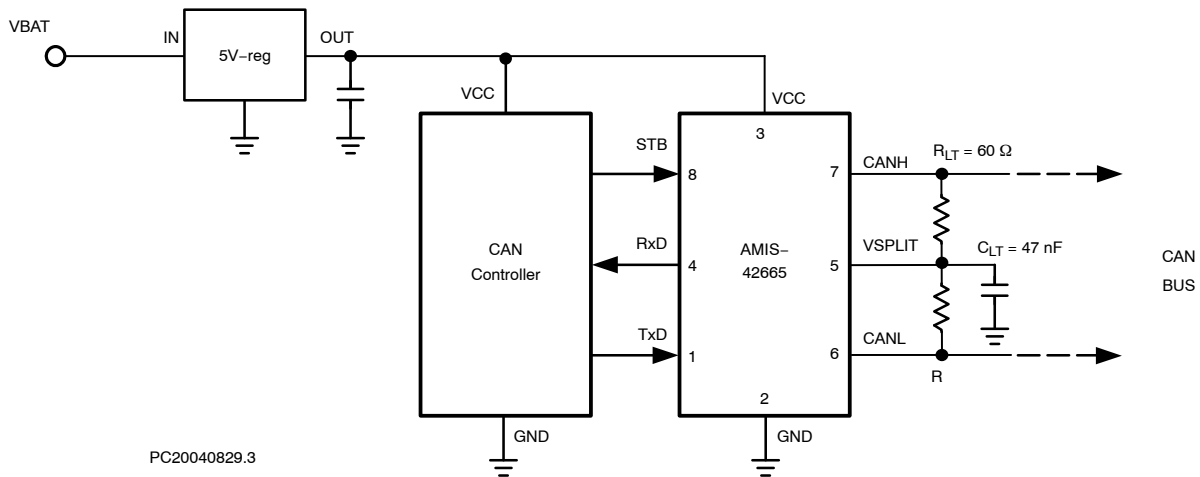 VBAT
IN
5V−reg
OUT
VCC
VCC
3
STB
8
7
CANH
R_LT = 60 Ω
CAN
Controller
RxD
4
AMIS−
42665
5
VSPLIT
C_LT = 47 nF
CAN
BUS
TxD
1
6
CANL
R
2
GND
GND
PC20040829.3